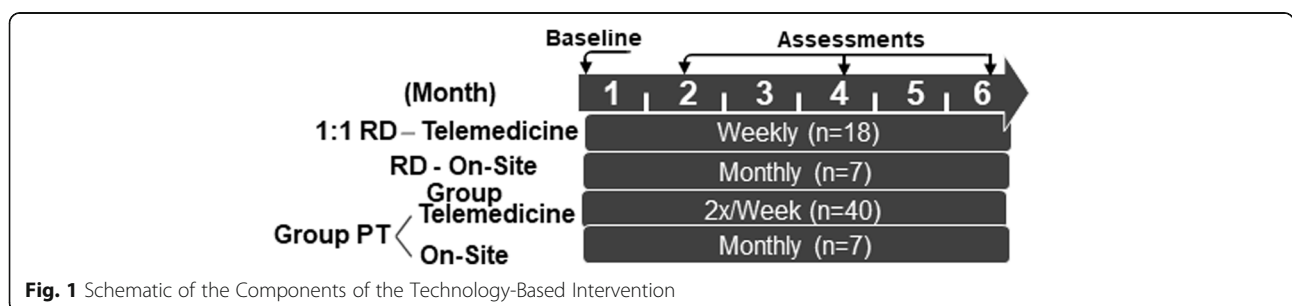 Baseline Assessments
(Month) 1 2 3 4 5 6
1:1 RD – Telemedicine Weekly (n=18)
RD - On-Site Monthly (n=7)
Group
Telemedicine 2x/Week (n=40)
Group PT
On-Site Monthly (n=7)
Fig. 1 Schematic of the Components of the Technology-Based Intervention